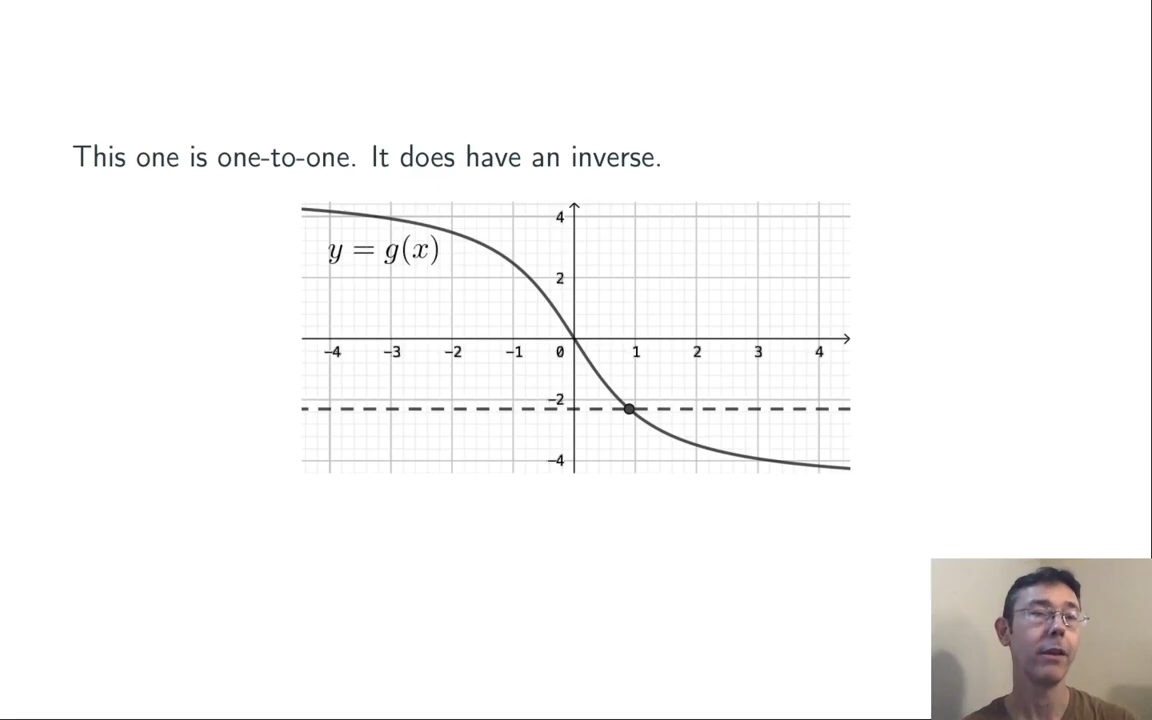 This one is one-to-one. It does have an inverse.
4
y = g(x)
2
−4 −3 −2 −1 0 1 2 3 4
−2
−4